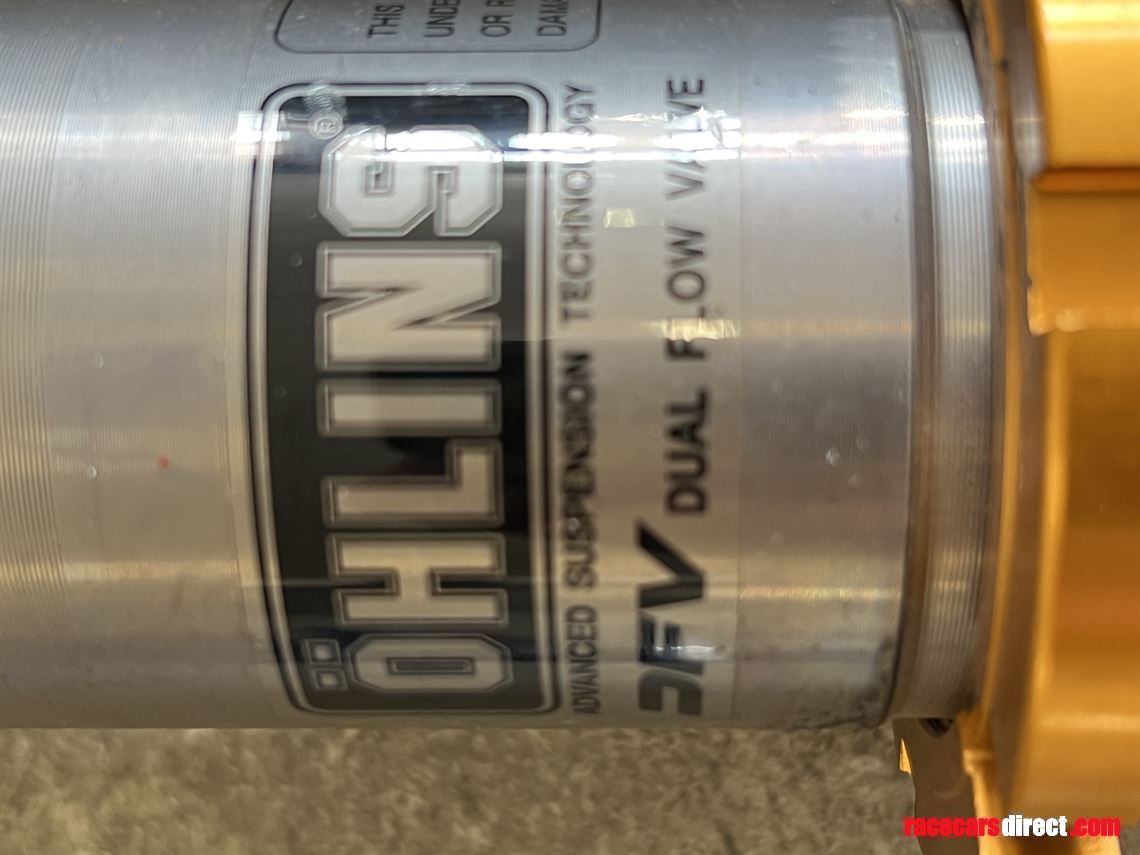 THIS
UNDE
OR R
DAMA
ÖHLINS®
ADVANCED SUSPENSION TECHNOLOGY
DFV DUAL FLOW VALVE
racecarsdirect.com